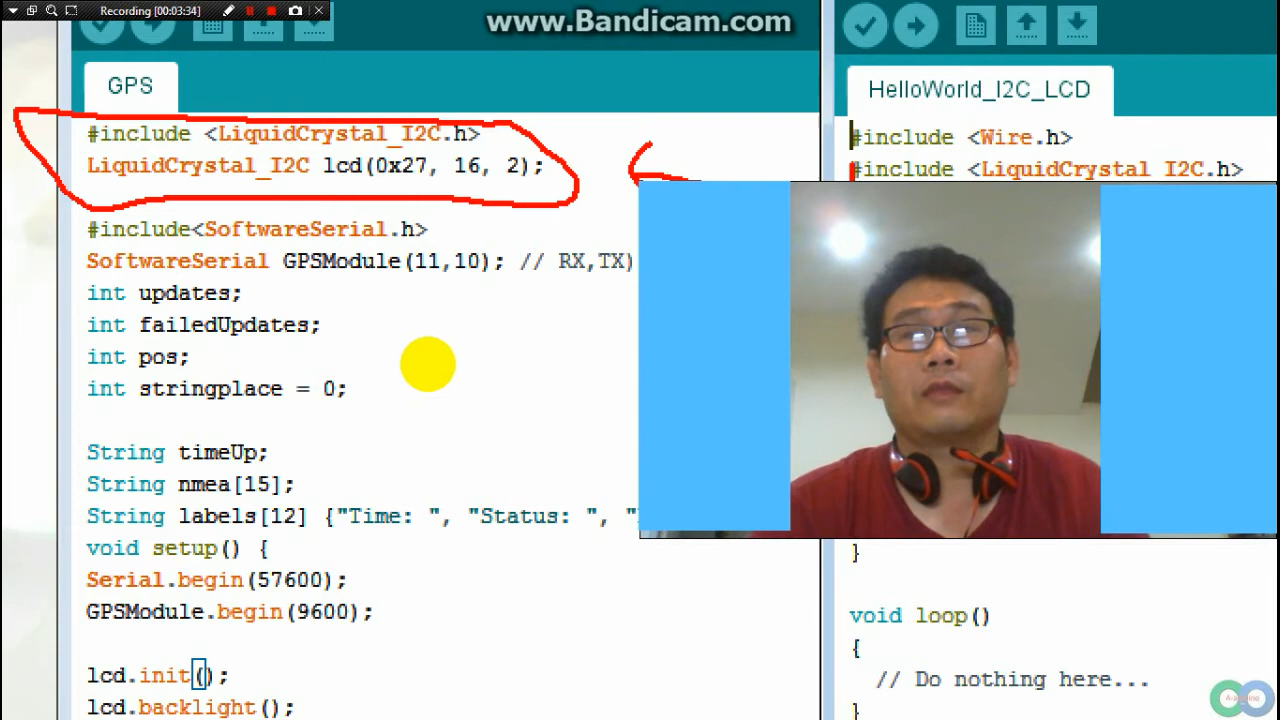 Recording [00:03:34]
www.Bandicam.com
GPS
#include <LiquidCrystal_I2C.h>
LiquidCrystal_I2C lcd(0x27, 16, 2);
#include<SoftwareSerial.h>
SoftwareSerial GPSModule(11,10); // RX,TX)
int updates;
int failedUpdates;
int pos;
int stringplace = 0;
String timeUp;
String nmea[15];
String labels[12] {"Time: ", "Status: ", "
void setup() {
Serial.begin(57600);
GPSModule.begin(9600);
lcd.init();
lcd.backlight();
HelloWorld_I2C_LCD
#include <Wire.h>
#include <LiquidCrystal_I2C.h>
}
void loop()
{
// Do nothing here...
}